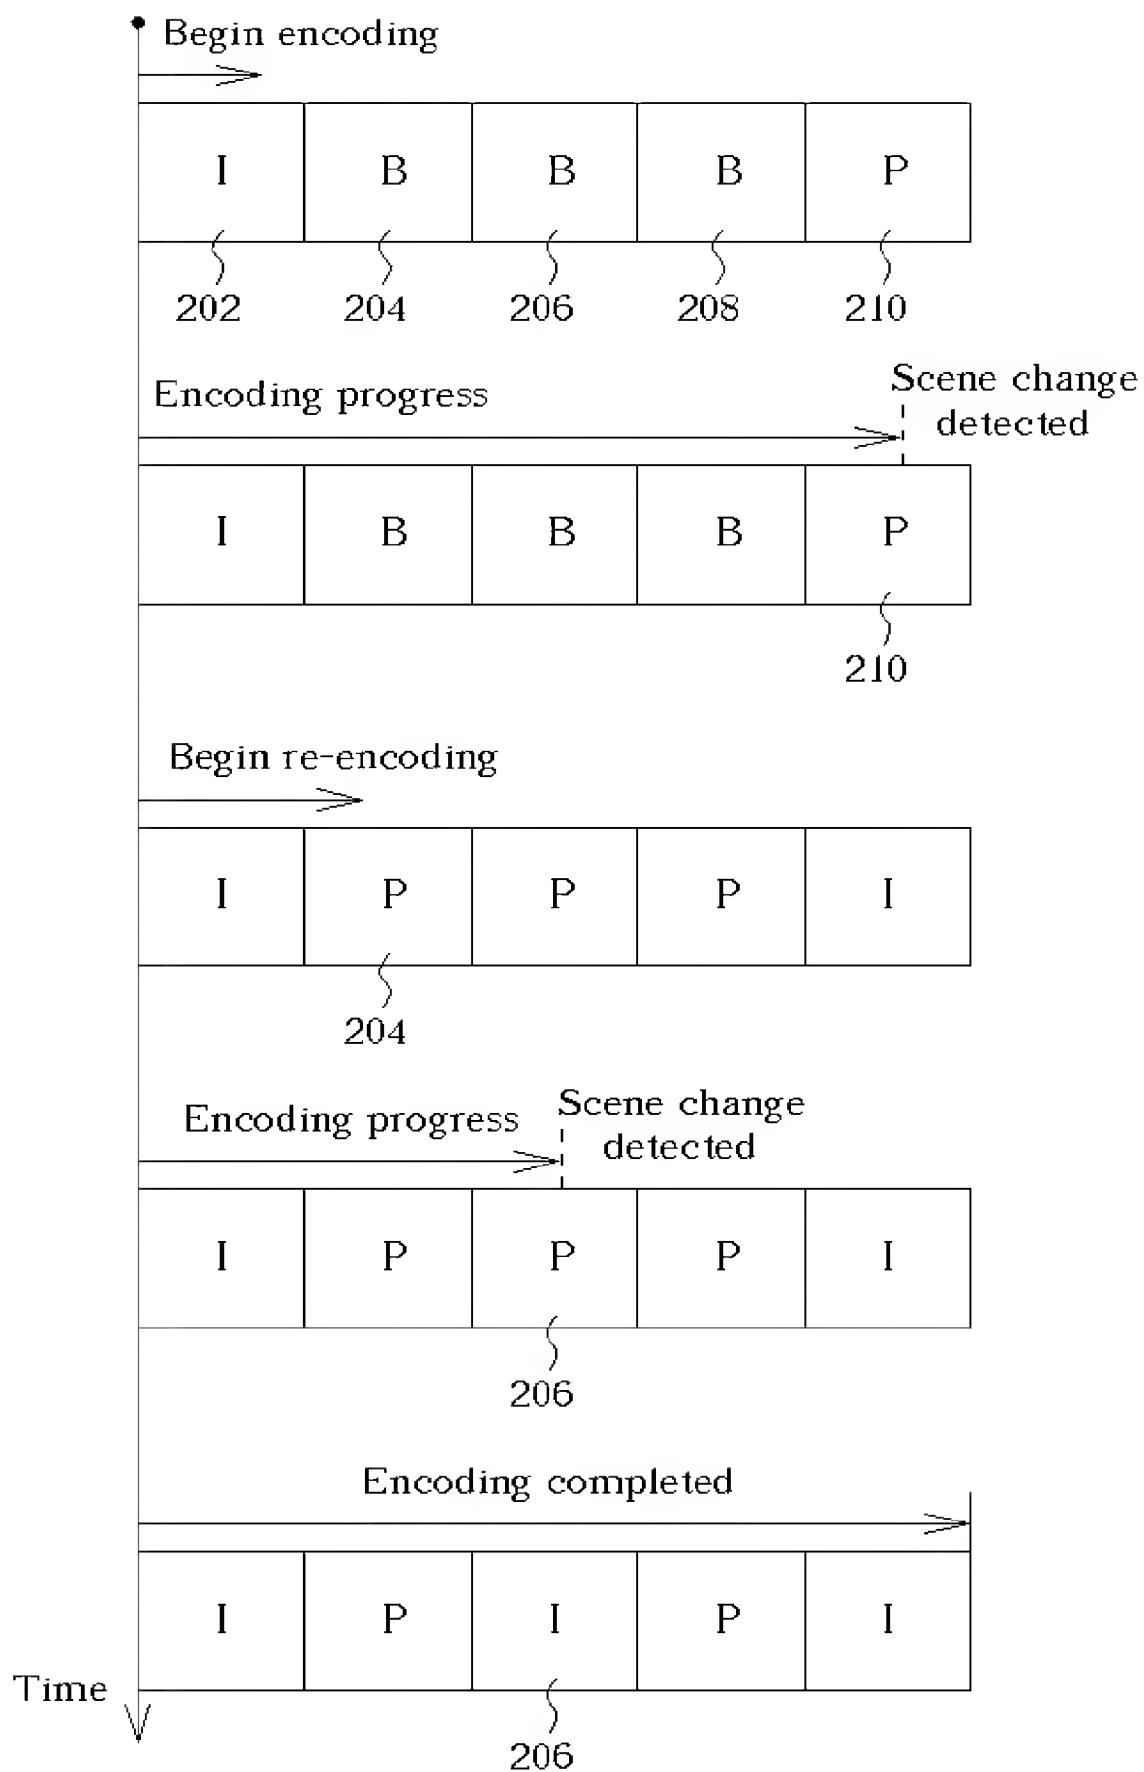 Begin encoding
I B B B P
202 204 206 208 210
Encoding progress
Scene change
detected
I B B B P
210
Begin re-encoding
I P P P I
204
Encoding progress
Scene change
detected
I P P P I
206
Encoding completed
I P I P I
Time
206